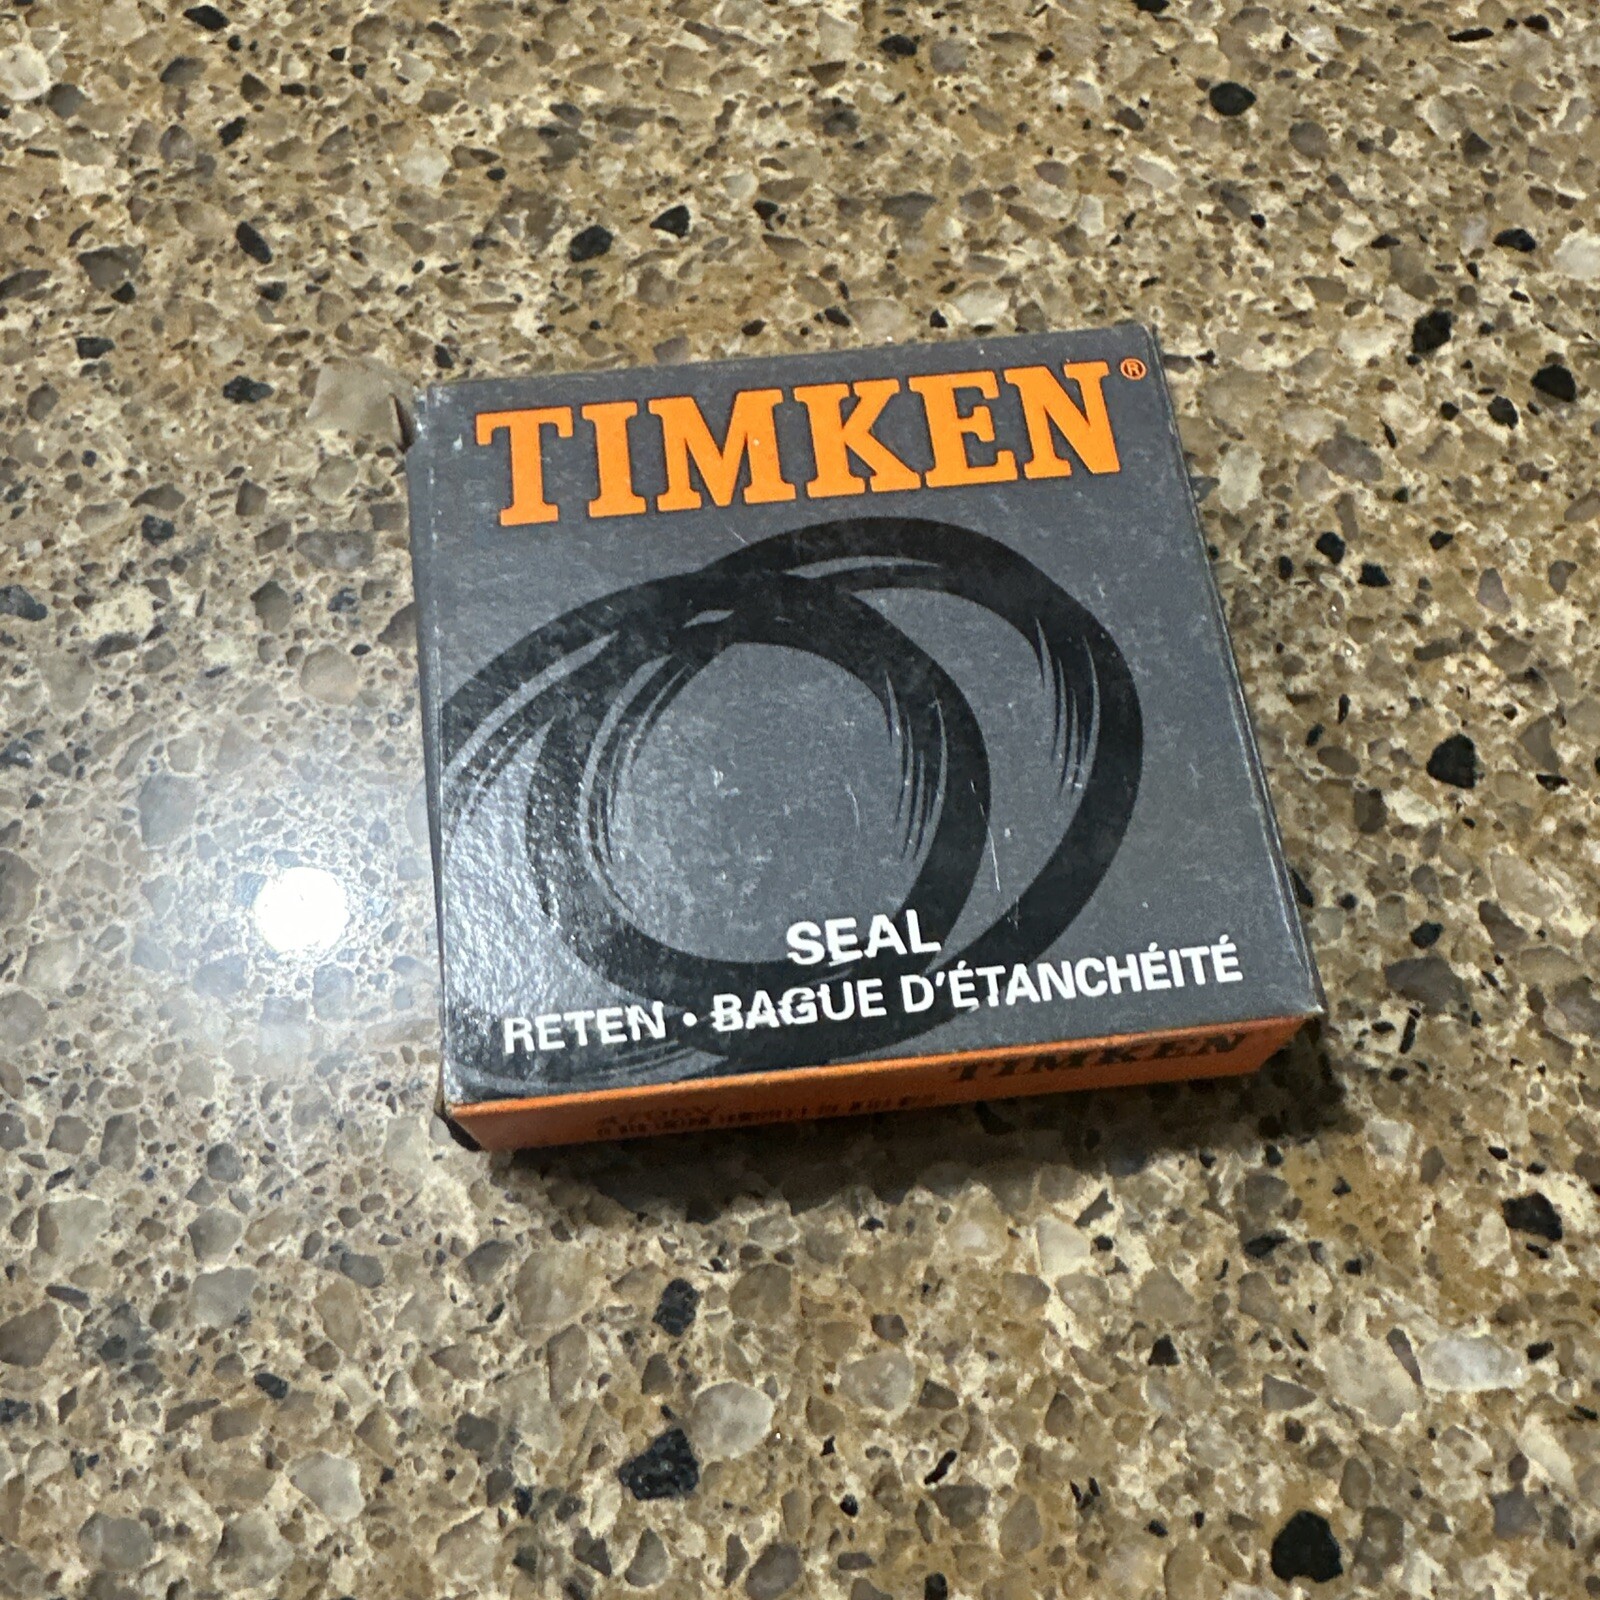 TIMKEN®
SEAL
RETEN • BAGUE D'ÉTANCHÉITÉ
TIMKEN